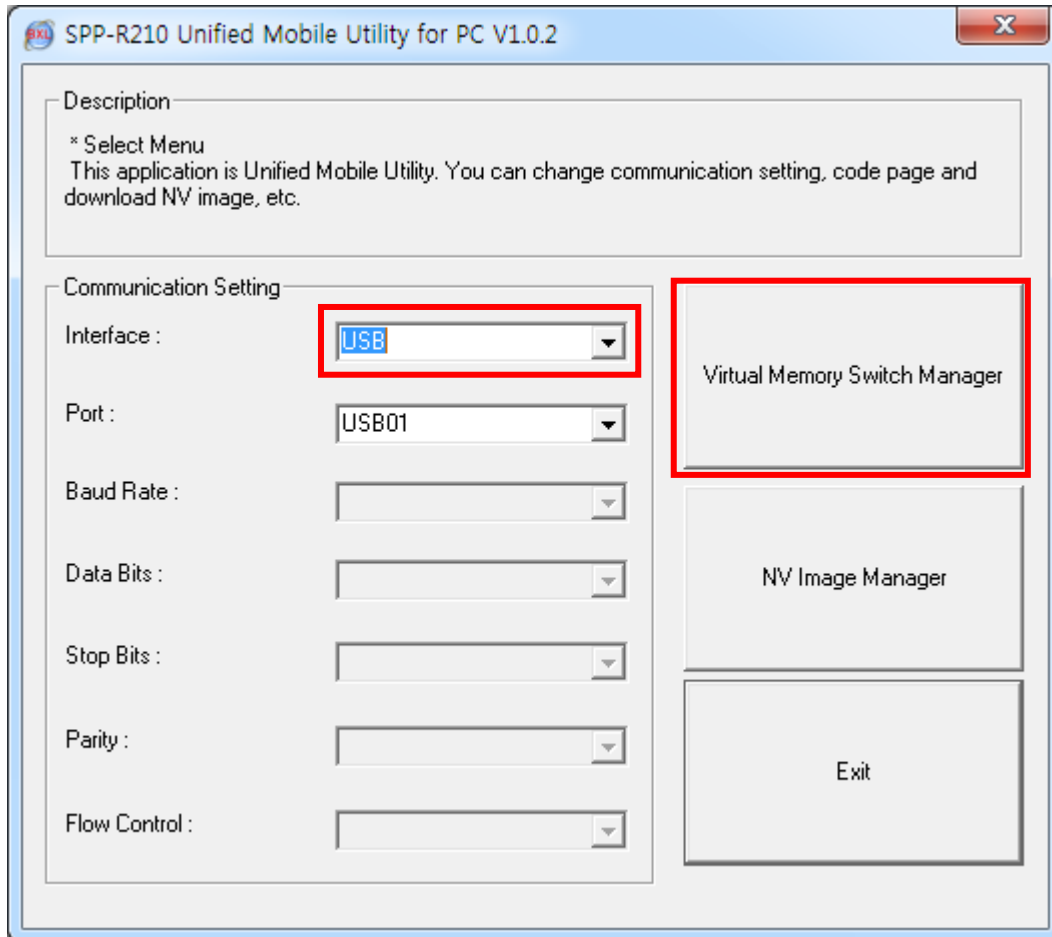 BXL SPP-R210 Unified Mobile Utility for PC V1.0.2
Description
* Select Menu
This application is Unified Mobile Utility. You can change communication setting, code page and
download NV image, etc.
Communication Setting
Interface : USB
Port : USB01
Baud Rate :
Data Bits :
Stop Bits :
Parity :
Flow Control :
Virtual Memory Switch Manager
NV Image Manager
Exit